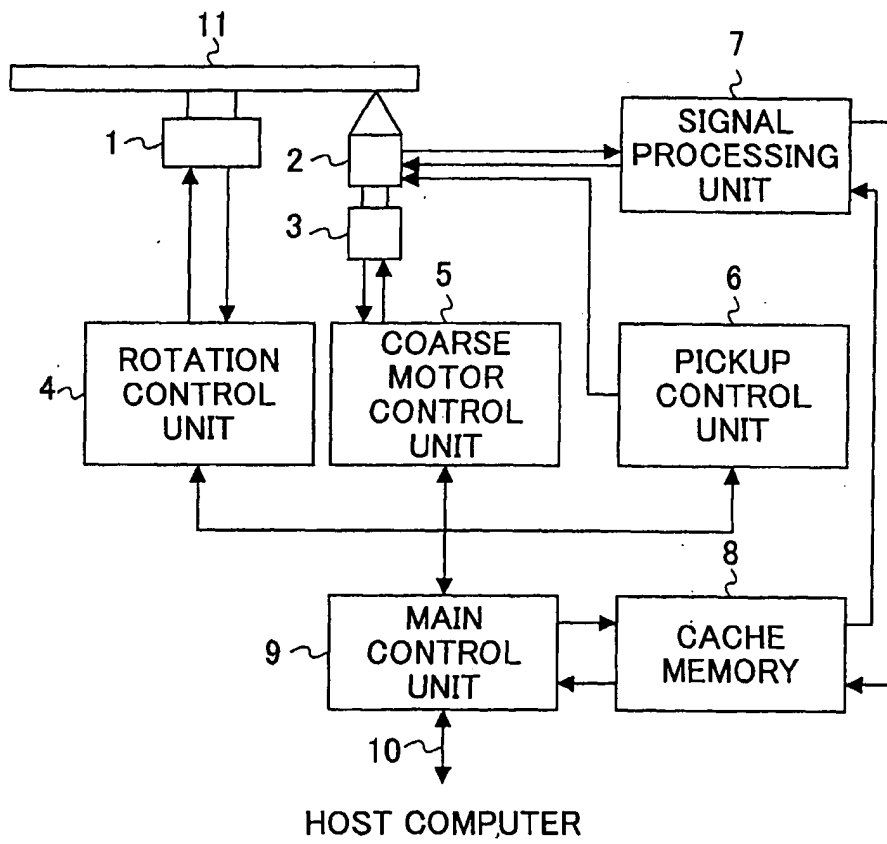 11
7
SIGNAL
PROCESSING
UNIT
1
2
3
5
6
ROTATION
CONTROL
UNIT
4
COARSE
MOTOR
CONTROL
UNIT
PICKUP
CONTROL
UNIT
8
MAIN
CONTROL
UNIT
9
CACHE
MEMORY
10
HOST COMPUTER